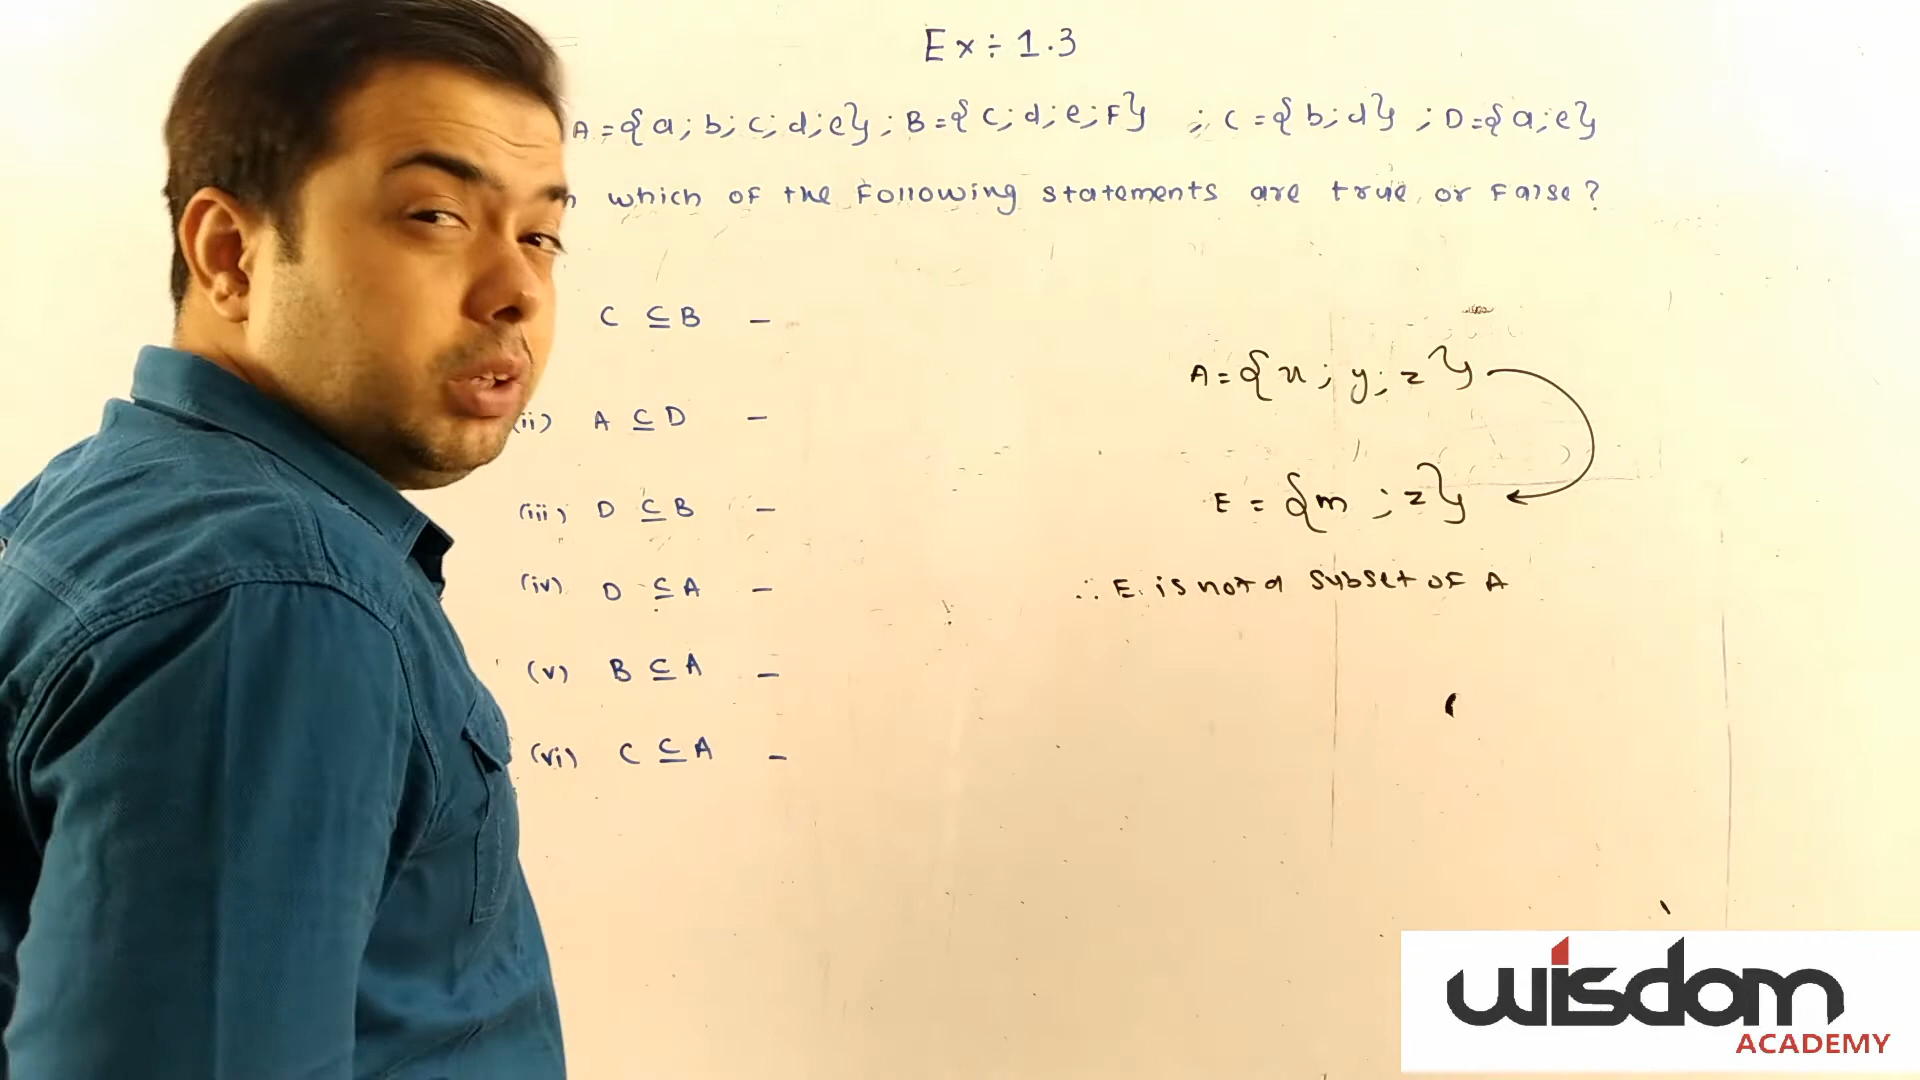 Ex ÷ 1.3
A = {a; b; c; d; e}; B = {c; d; e; F} ; C = {b; d} ; D = {a; e}
which of the Following statements are true or False?
C ⊆ B –
(ii) A ⊆ D –
(iii) D ⊆ B –
(iv) D ⊆ A –
(v) B ⊆ A –
(vi) C ⊆ A –
A = {x; y; z}
E = {m ; z}
∴ E is not a subset of A
wisdom
ACADEMY